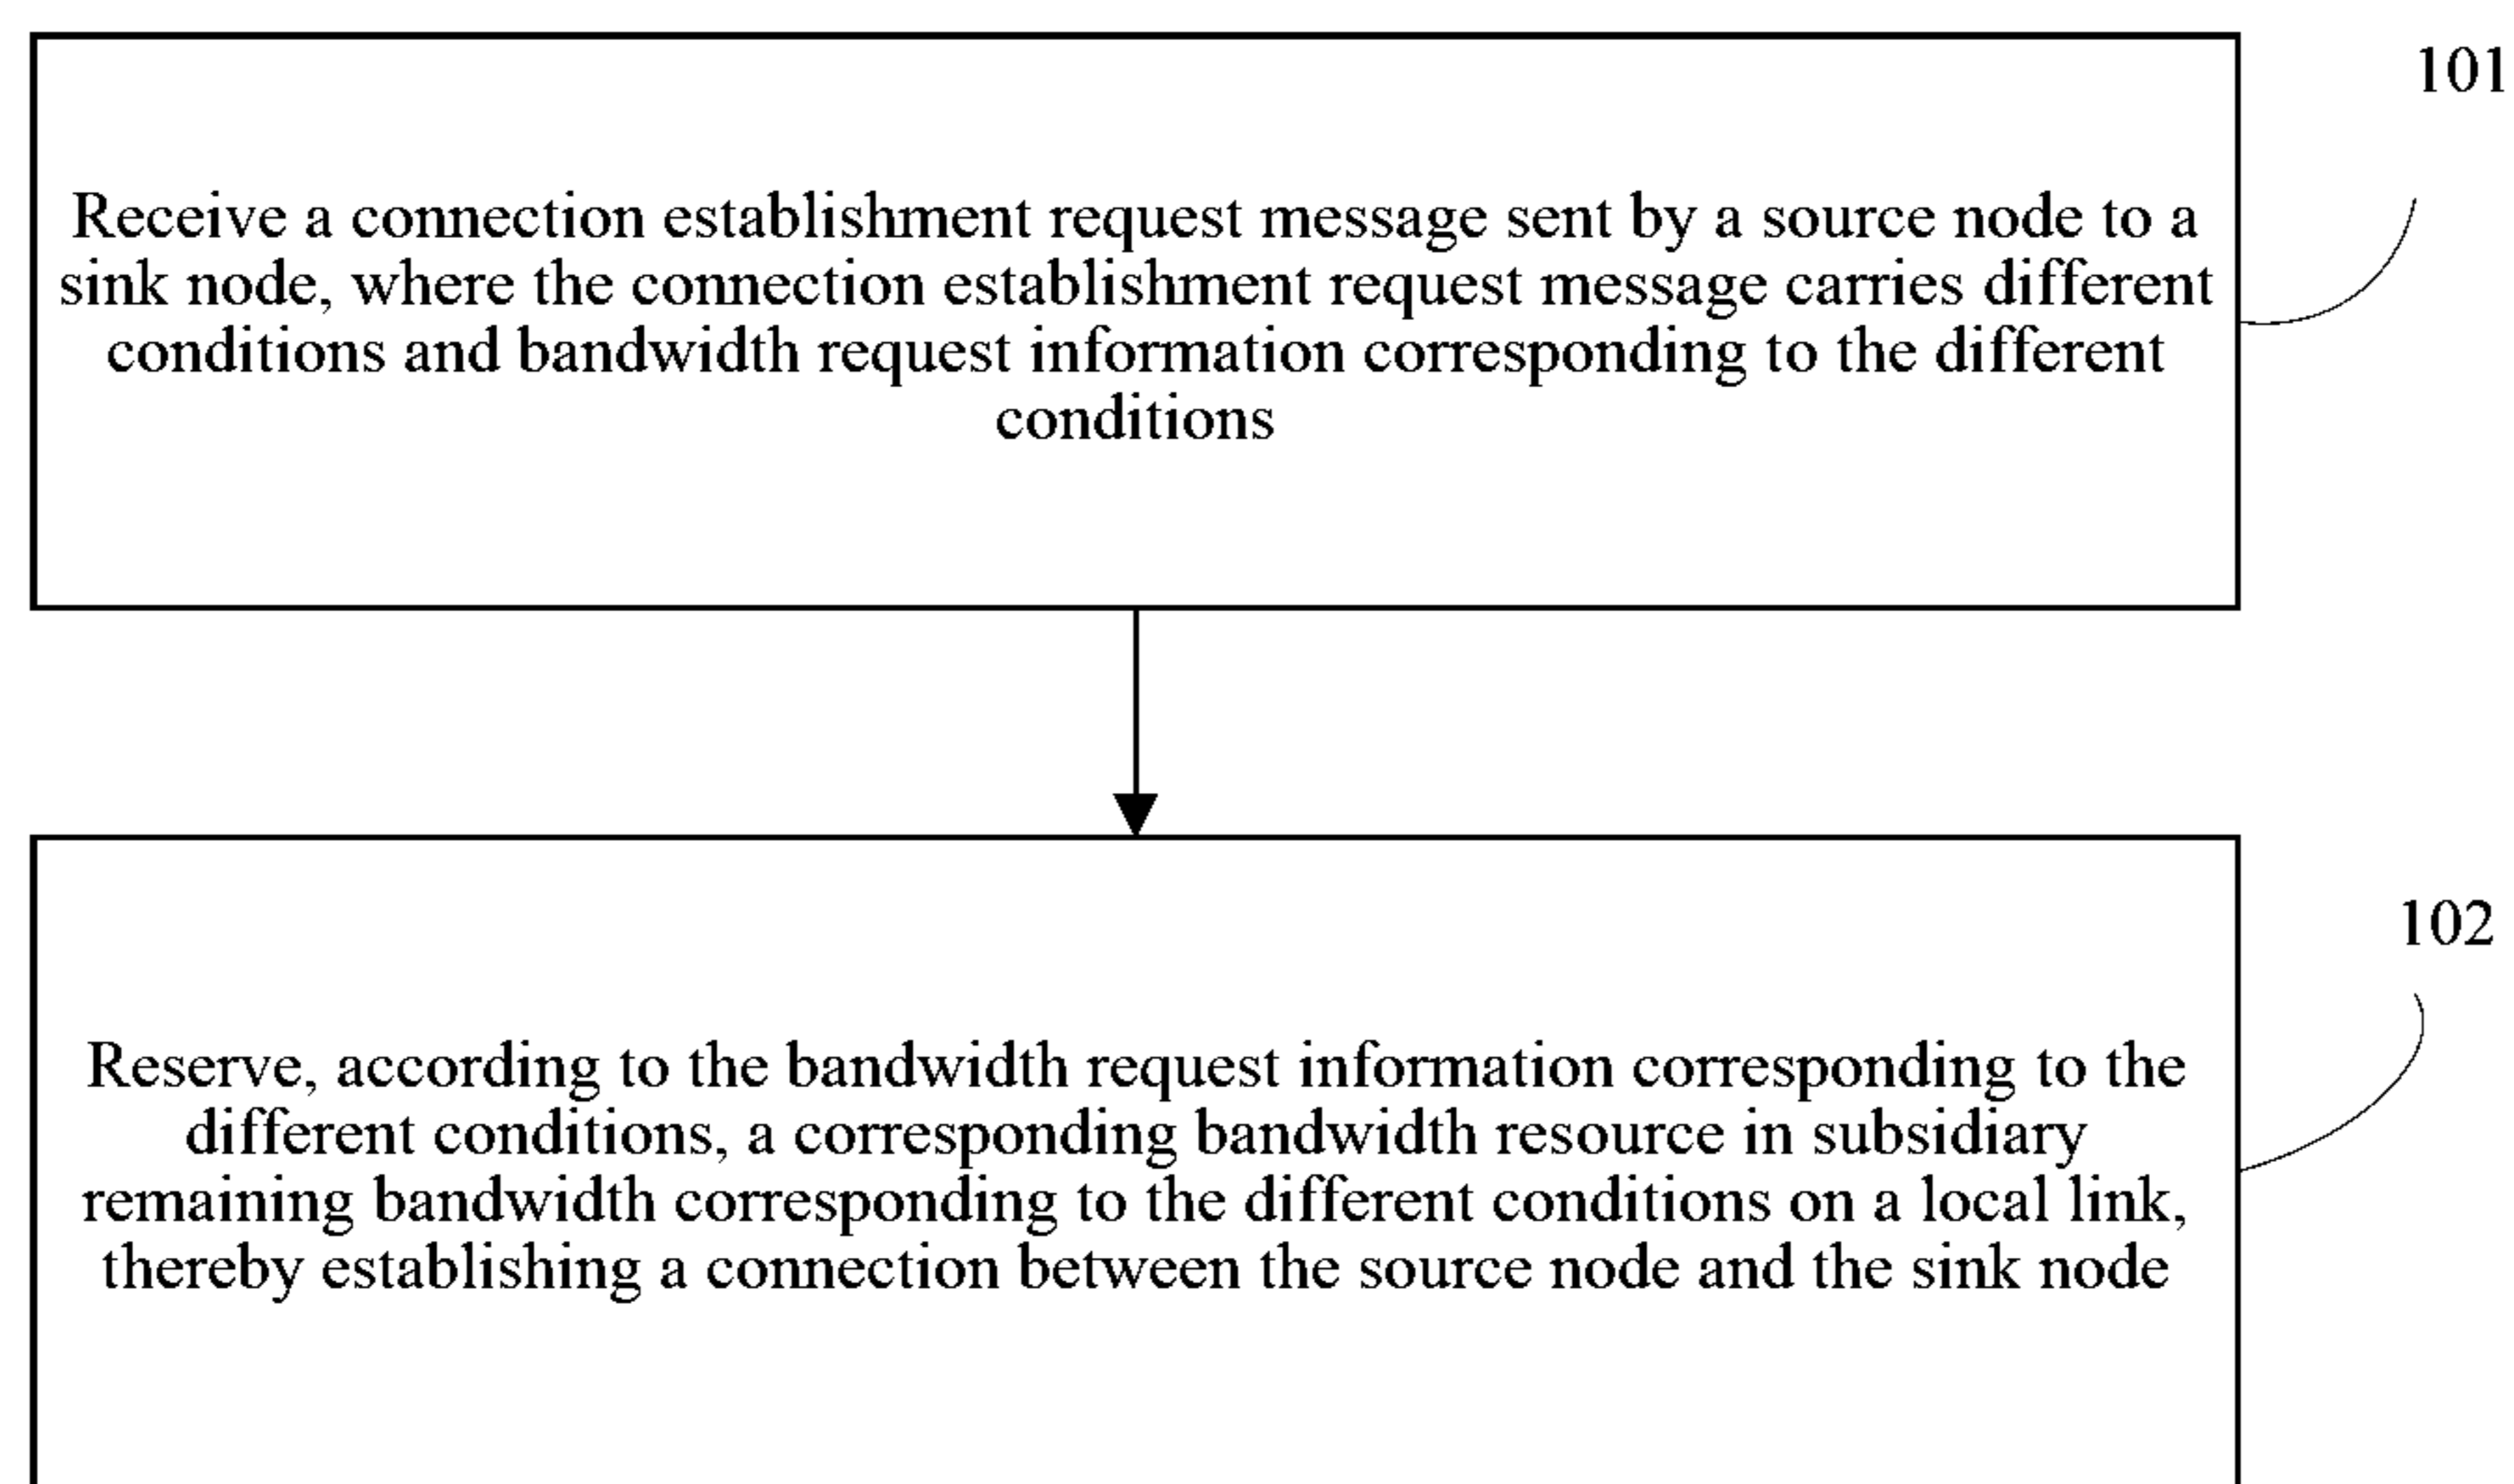 101
Receive a connection establishment request message sent by a source node to a
sink node, where the connection establishment request message carries different
conditions and bandwidth request information corresponding to the different
conditions
102
Reserve, according to the bandwidth request information corresponding to the
different conditions, a corresponding bandwidth resource in subsidiary
remaining bandwidth corresponding to the different conditions on a local link,
thereby establishing a connection between the source node and the sink node